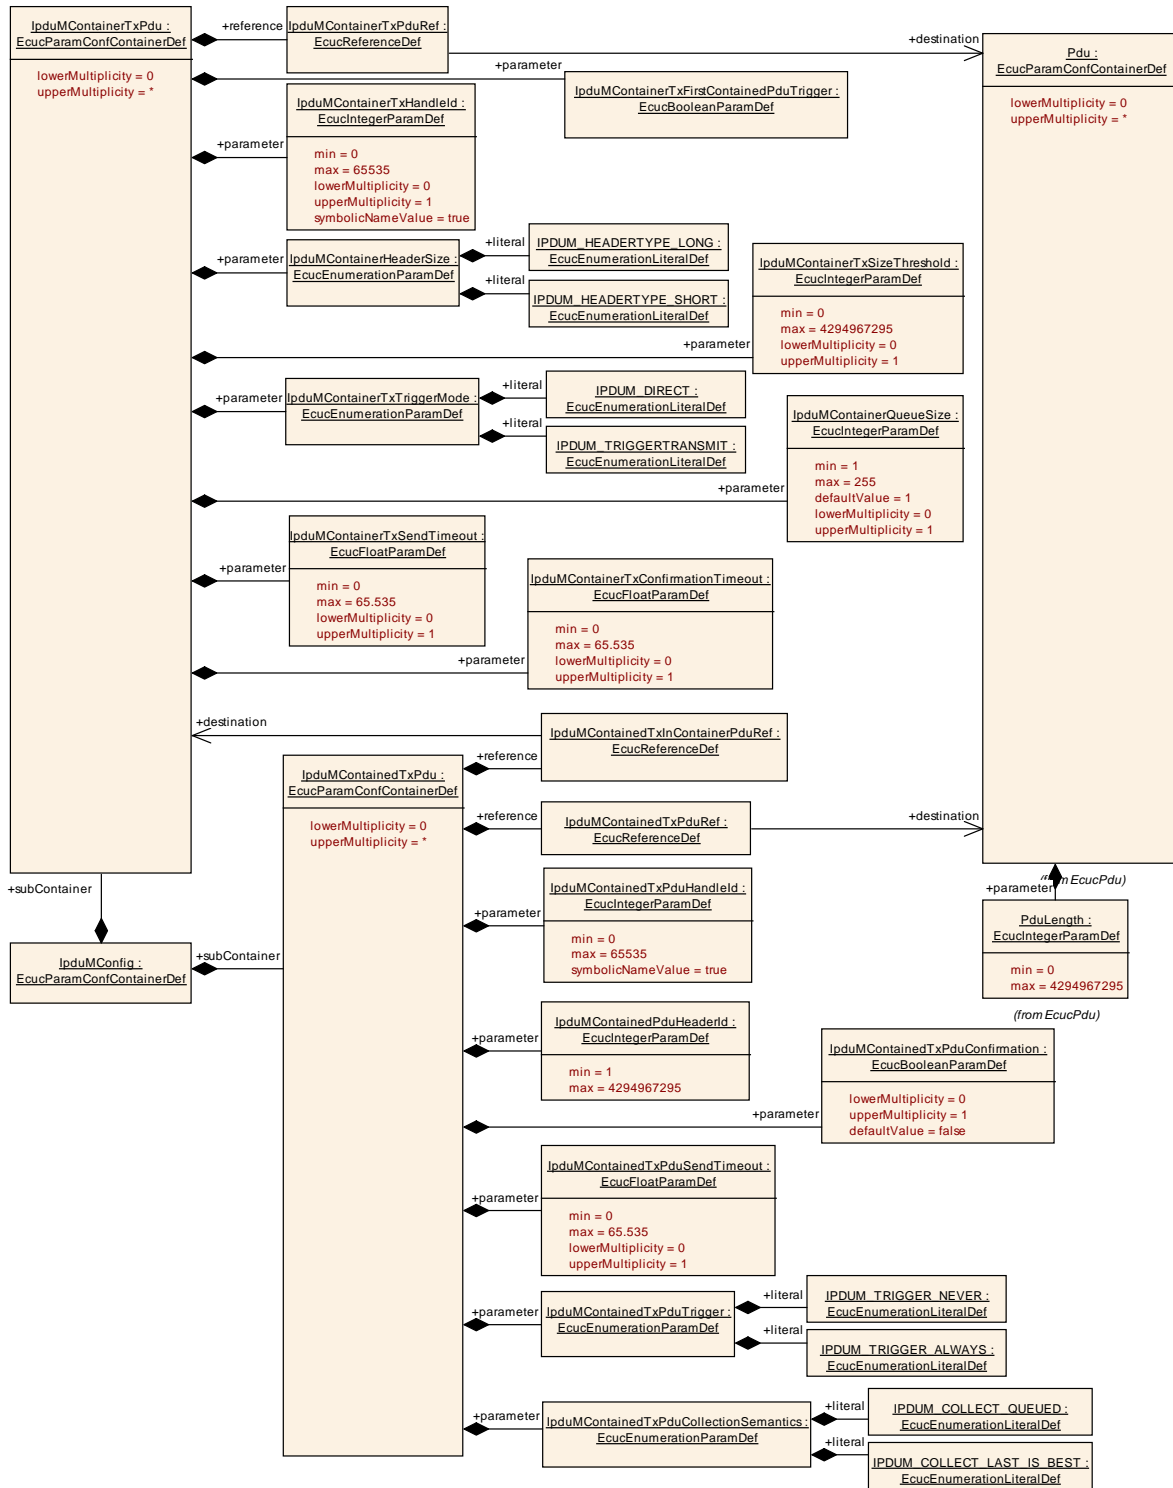 IpduMContainerTxPdu :
EcucParamConfContainerDef
lowerMultiplicity = 0
upperMultiplicity = *
+reference
IpduMContainerTxPduRef :
EcucReferenceDef
+destination
Pdu :
EcucParamConfContainerDef
lowerMultiplicity = 0
upperMultiplicity = *
+parameter
IpduMContainerTxFirstContainedPduTrigger :
EcucBooleanParamDef
IpduMContainerTxHandleId :
EcucIntegerParamDef
+parameter
min = 0
max = 65535
lowerMultiplicity = 0
upperMultiplicity = 1
symbolicNameValue = true
+parameter
IpduMContainerHeaderSize :
EcucEnumerationParamDef
+literal
IPDUM_HEADERTYPE_LONG :
EcucEnumerationLiteralDef
+literal
IPDUM_HEADERTYPE_SHORT :
EcucEnumerationLiteralDef
IpduMContainerTxSizeThreshold :
EcucIntegerParamDef
min = 0
max = 4294967295
lowerMultiplicity = 0
upperMultiplicity = 1
+parameter
+parameter
IpduMContainerTxTriggerMode :
EcucEnumerationParamDef
+literal
IPDUM_DIRECT :
EcucEnumerationLiteralDef
+literal
IPDUM_TRIGGERTRANSMIT :
EcucEnumerationLiteralDef
IpduMContainerQueueSize :
EcucIntegerParamDef
min = 1
max = 255
defaultValue = 1
lowerMultiplicity = 0
upperMultiplicity = 1
+parameter
IpduMContainerTxSendTimeout :
EcucFloatParamDef
+parameter
min = 0
max = 65.535
lowerMultiplicity = 0
upperMultiplicity = 1
IpduMContainerTxConfirmationTimeout :
EcucFloatParamDef
min = 0
max = 65.535
lowerMultiplicity = 0
upperMultiplicity = 1
+parameter
+destination
IpduMContainedTxInContainerPduRef :
EcucReferenceDef
+reference
IpduMContainedTxPdu :
EcucParamConfContainerDef
lowerMultiplicity = 0
upperMultiplicity = *
+reference
IpduMContainedTxPduRef :
EcucReferenceDef
+destination
+subContainer
IpduMConfig :
EcucParamConfContainerDef
+subContainer
+parameter
IpduMContainedTxPduHandleId :
EcucIntegerParamDef
min = 0
max = 65535
symbolicNameValue = true
+parameter
PduLength :
EcucIntegerParamDef
min = 0
max = 4294967295
(from EcucPdu)
+parameter
IpduMContainedPduHeaderId :
EcucIntegerParamDef
min = 1
max = 4294967295
IpduMContainedTxPduConfirmation :
EcucBooleanParamDef
lowerMultiplicity = 0
upperMultiplicity = 1
defaultValue = false
+parameter
+parameter
IpduMContainedTxPduSendTimeout :
EcucFloatParamDef
min = 0
max = 65.535
lowerMultiplicity = 0
upperMultiplicity = 1
+parameter
IpduMContainedTxPduTrigger :
EcucEnumerationParamDef
+literal
IPDUM_TRIGGER_NEVER :
EcucEnumerationLiteralDef
+literal
IPDUM_TRIGGER_ALWAYS :
EcucEnumerationLiteralDef
+parameter
IpduMContainedTxPduCollectionSemantics :
EcucEnumerationParamDef
+literal
IPDUM_COLLECT_QUEUED :
EcucEnumerationLiteralDef
+literal
IPDUM_COLLECT_LAST_IS_BEST :
EcucEnumerationLiteralDef